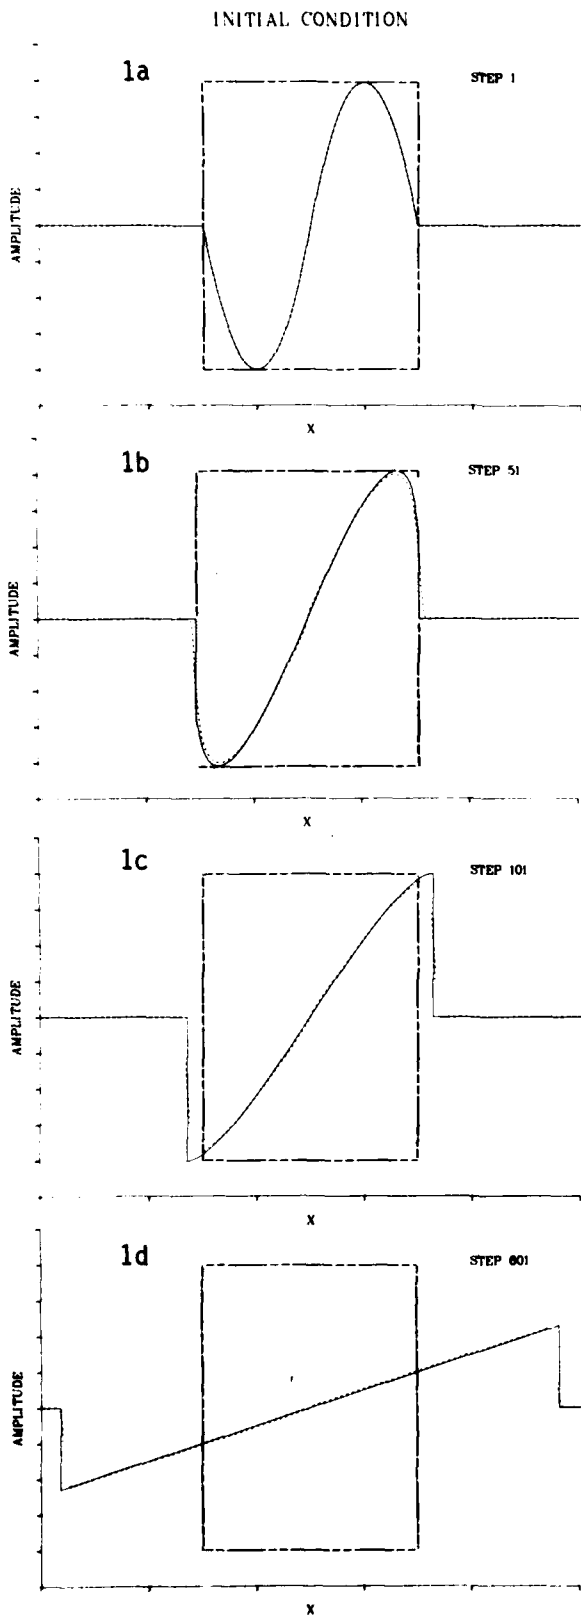 INITIAL CONDITION
1a
STEP 1
AMPLITUDE
X
1b
STEP 51
AMPLITUDE
X
1c
STEP 101
AMPLITUDE
X
1d
STEP 601
AMPLITUDE
X